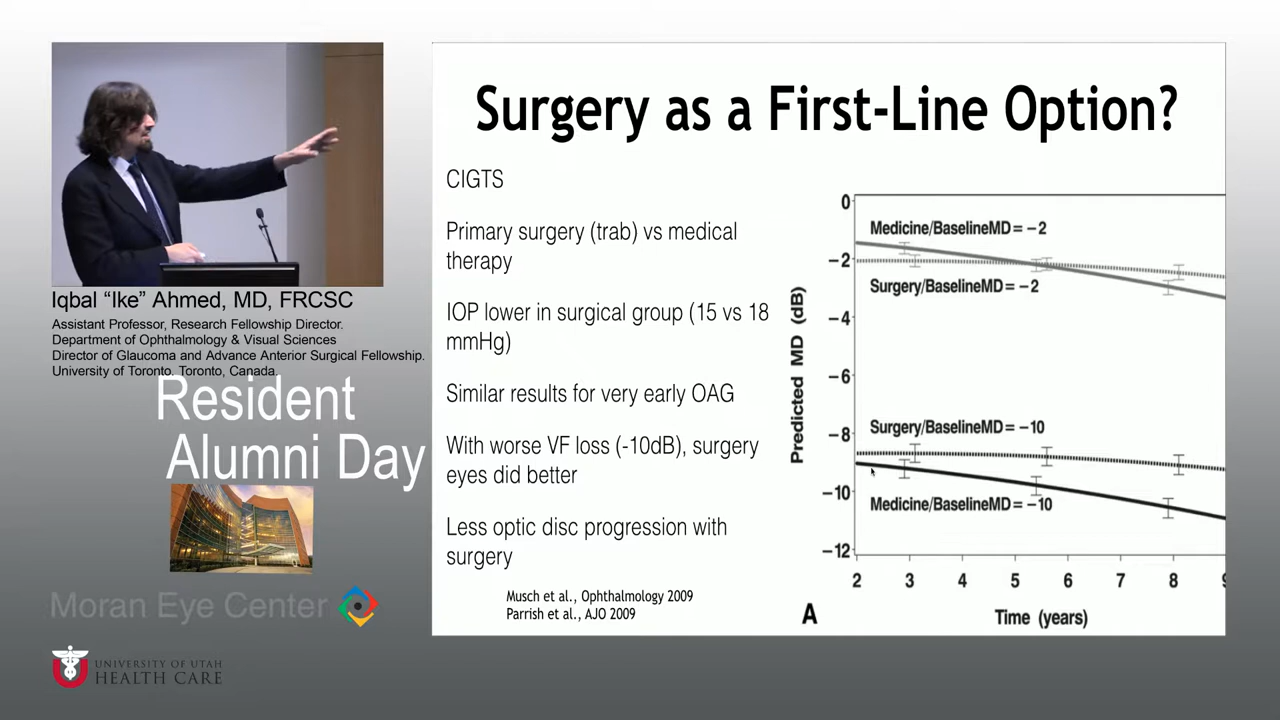 Surgery as a First-Line Option?
CIGTS
Primary surgery (trab) vs medical
therapy
IOP lower in surgical group (15 vs 18
mmHg)
Similar results for very early OAG
With worse VF loss (-10dB), surgery
eyes did better
Less optic disc progression with
surgery
Musch et al., Ophthalmology 2009
Parrish et al., AJO 2009
Predicted MD (dB)
0
−2
−4
−6
−8
−10
−12
Medicine/BaselineMD = −2
Surgery/BaselineMD = −2
Surgery/BaselineMD = −10
Medicine/BaselineMD = −10
2 3 4 5 6 7 8 9
A
Time (years)
Iqbal “Ike” Ahmed, MD, FRCSC
Assistant Professor, Research Fellowship Director.
Department of Ophthalmology & Visual Sciences
Director of Glaucoma and Advance Anterior Surgical Fellowship.
University of Toronto. Toronto, Canada.
Resident
Alumni Day
Moran Eye Center
UNIVERSITY OF UTAH
HEALTH CARE